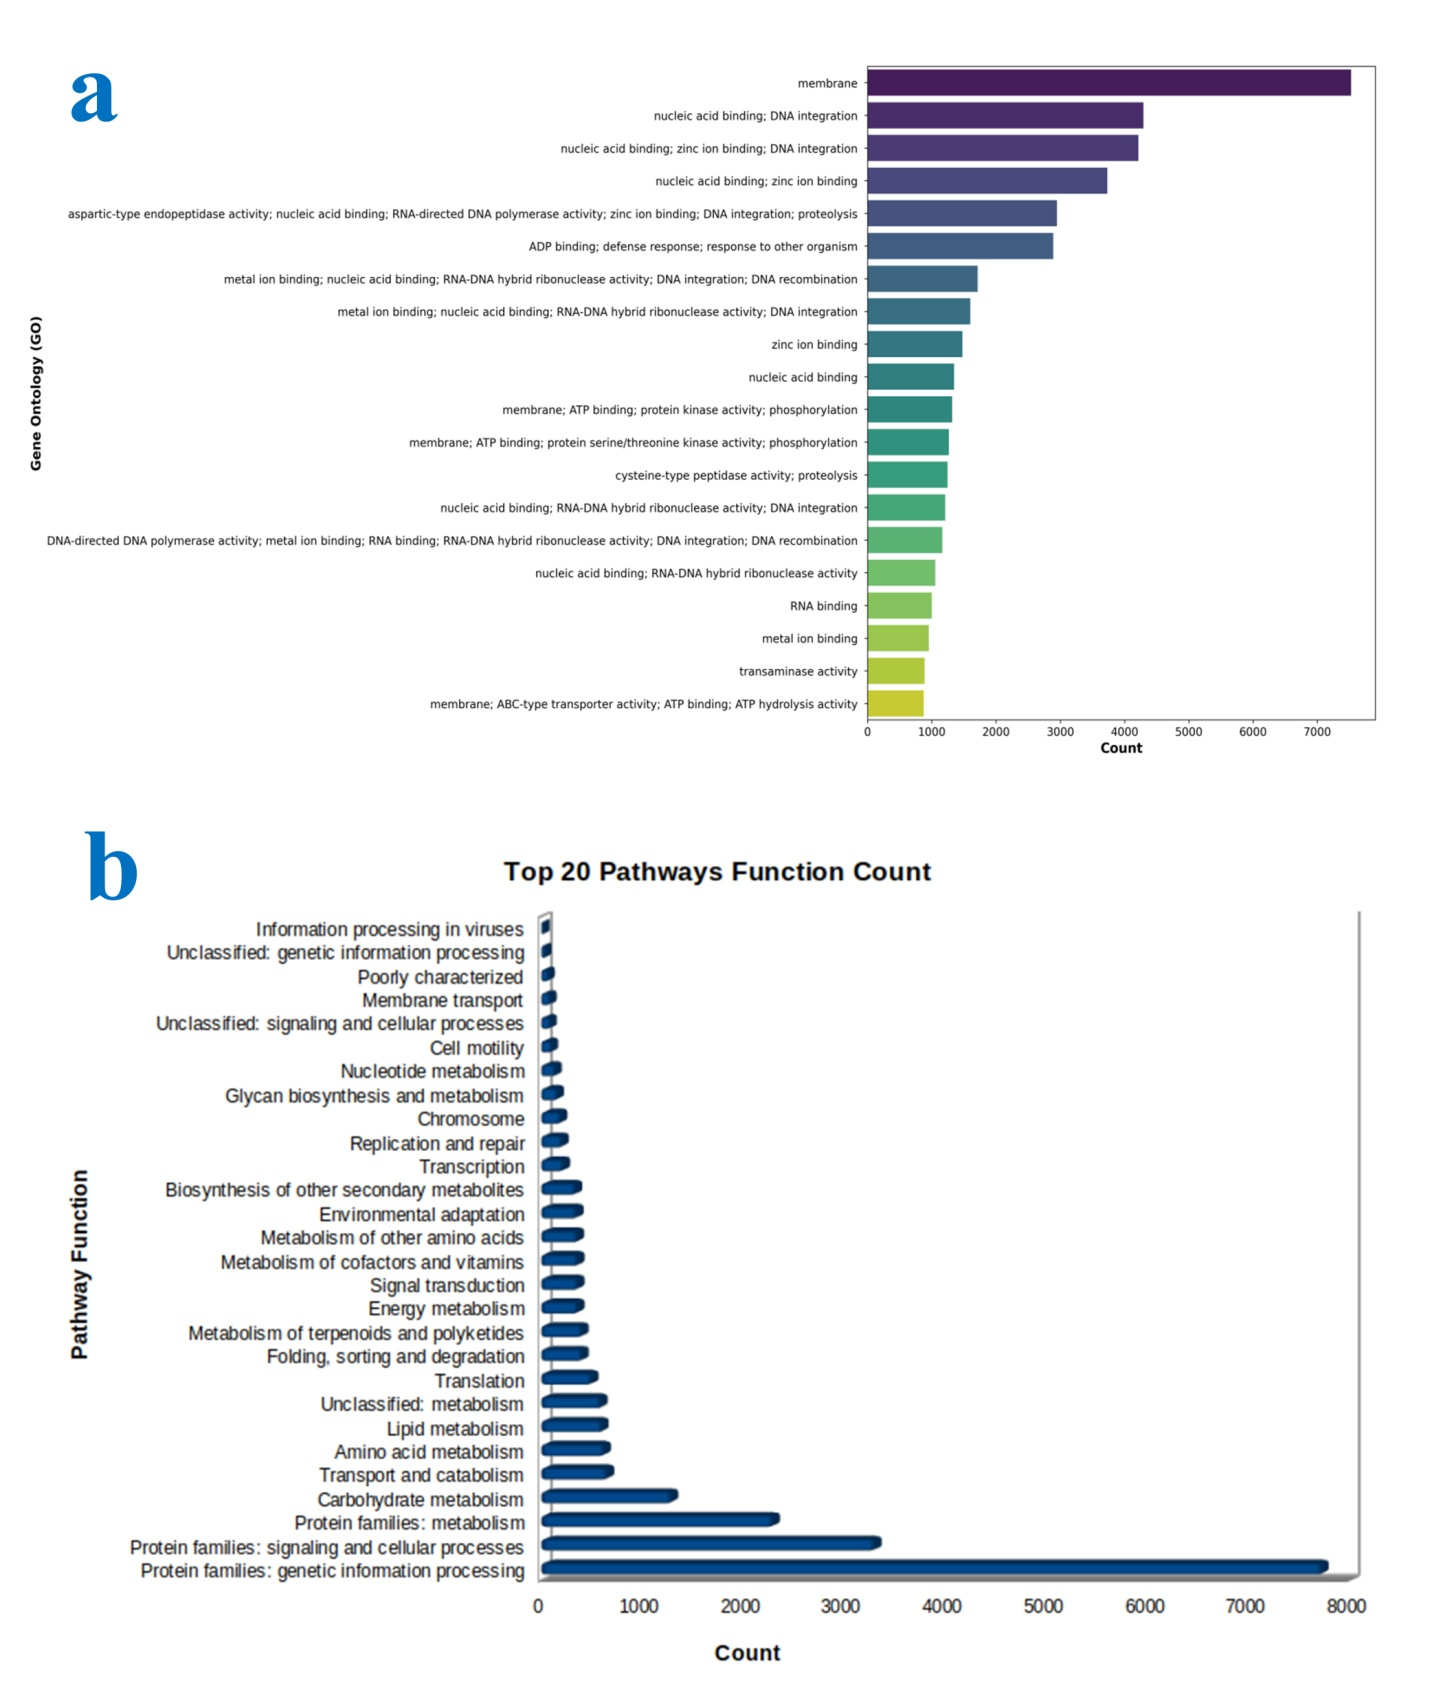 a
membrane
nucleic acid binding; DNA integration
nucleic acid binding; zinc ion binding; DNA integration
nucleic acid binding; zinc ion binding
aspartic-type endopeptidase activity; nucleic acid binding; RNA-directed DNA polymerase activity; zinc ion binding; DNA integration; proteolysis
ADP binding; defense response; response to other organism
metal ion binding; nucleic acid binding; RNA-DNA hybrid ribonuclease activity; DNA integration; DNA recombination
metal ion binding; nucleic acid binding; RNA-DNA hybrid ribonuclease activity; DNA integration
zinc ion binding
nucleic acid binding
membrane; ATP binding; protein kinase activity; phosphorylation
membrane; ATP binding; protein serine/threonine kinase activity; phosphorylation
cysteine-type peptidase activity; proteolysis
nucleic acid binding; RNA-DNA hybrid ribonuclease activity; DNA integration
DNA-directed DNA polymerase activity; metal ion binding; RNA binding; RNA-DNA hybrid ribonuclease activity; DNA integration; DNA recombination
nucleic acid binding; RNA-DNA hybrid ribonuclease activity
RNA binding
metal ion binding
transaminase activity
membrane; ABC-type transporter activity; ATP binding; ATP hydrolysis activity
Gene Ontology (GO)
0 1000 2000 3000 4000 5000 6000 7000
Count
b
Top 20 Pathways Function Count
Information processing in viruses
Unclassified: genetic information processing
Poorly characterized
Membrane transport
Unclassified: signaling and cellular processes
Cell motility
Nucleotide metabolism
Glycan biosynthesis and metabolism
Chromosome
Replication and repair
Transcription
Biosynthesis of other secondary metabolites
Environmental adaptation
Metabolism of other amino acids
Metabolism of cofactors and vitamins
Signal transduction
Energy metabolism
Metabolism of terpenoids and polyketides
Folding, sorting and degradation
Translation
Unclassified: metabolism
Lipid metabolism
Amino acid metabolism
Transport and catabolism
Carbohydrate metabolism
Protein families: metabolism
Protein families: signaling and cellular processes
Protein families: genetic information processing
Pathway Function
0 1000 2000 3000 4000 5000 6000 7000 8000
Count